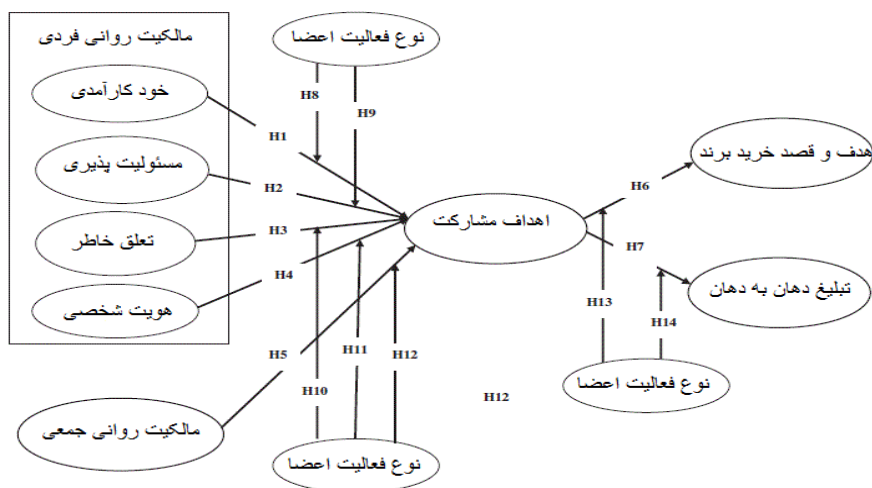 مالکیت روانی فردی
نوع فعالیت اعضا
خود کارآمدی
H8
H9
H1
مسئولیت پذیری
هدف و قصد خرید برند
H2
H6
اهداف مشارکت
تعلق خاطر
H3
H7
H4
تبلیغ دهان به دهان
هویت شخصی
H13
H14
H5
H11
H12
نوع فعالیت اعضا
H10
H12
مالکیت روانی جمعی
نوع فعالیت اعضا